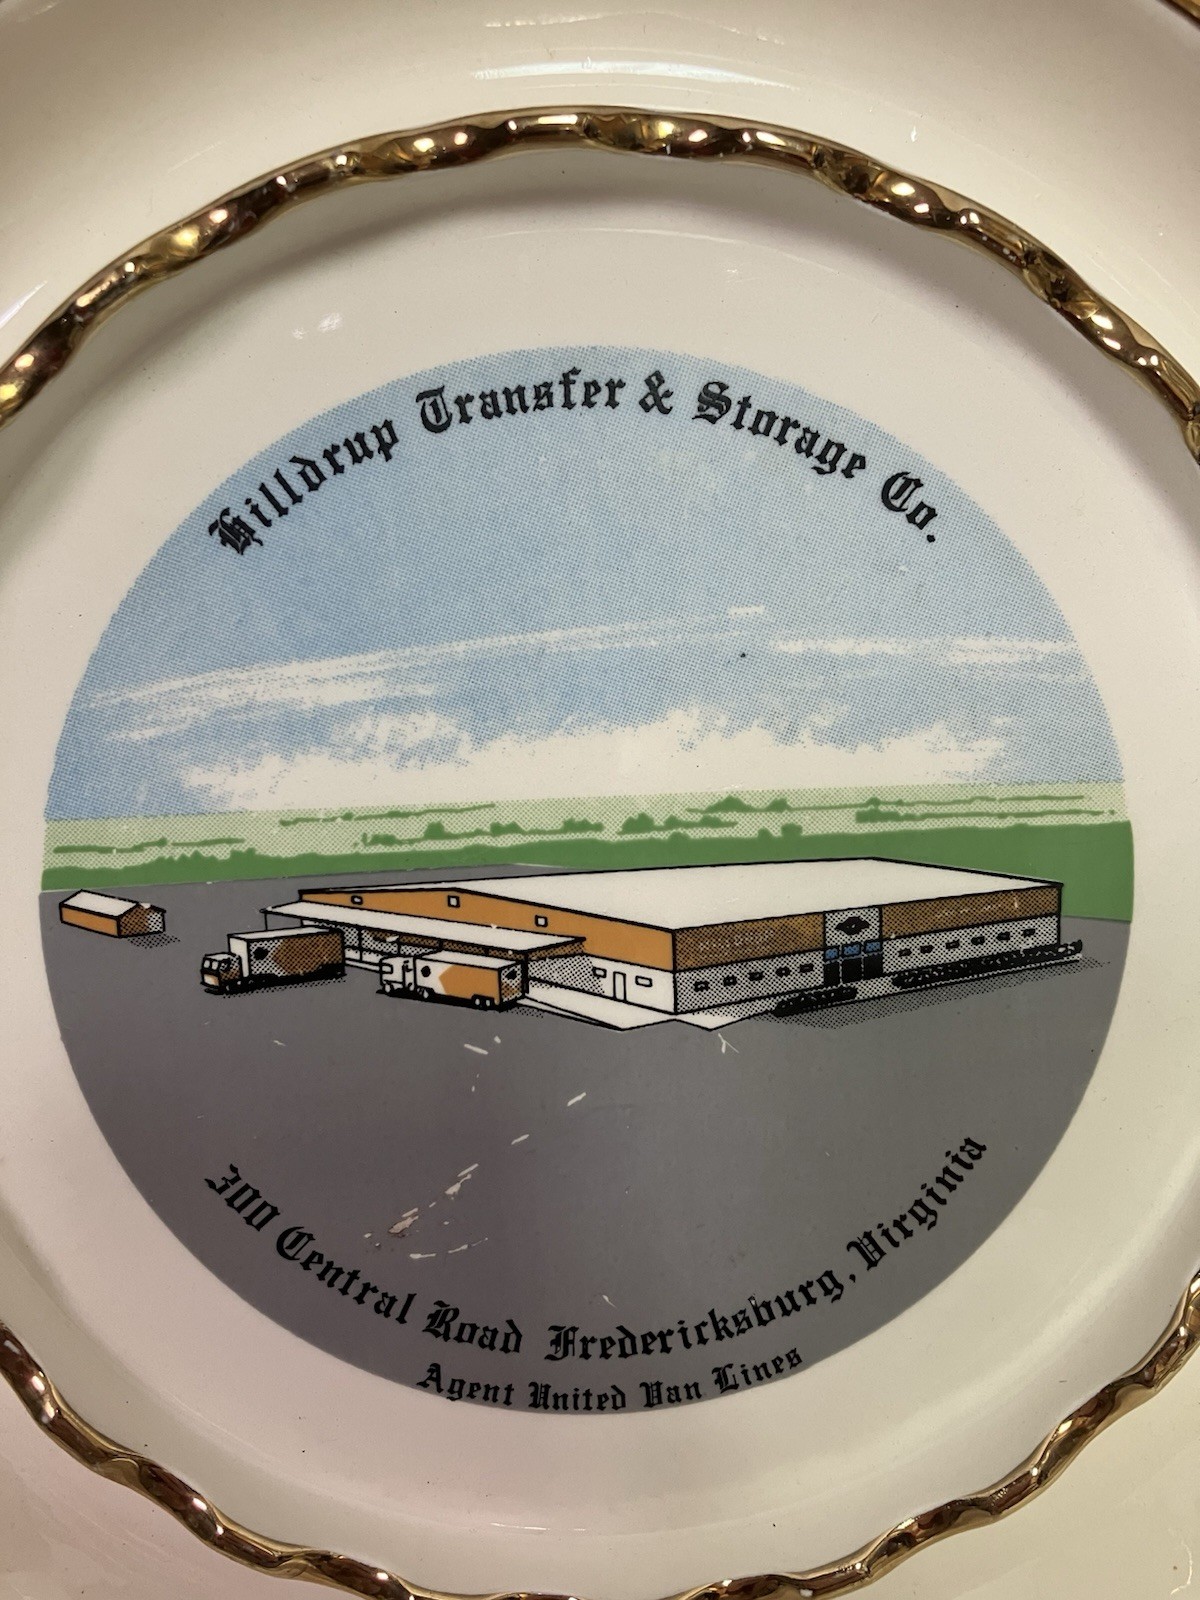 Hilldrup Transfer & Storage Co.
300 Central Road Fredericksburg, Virginia
Agent United Van Lines